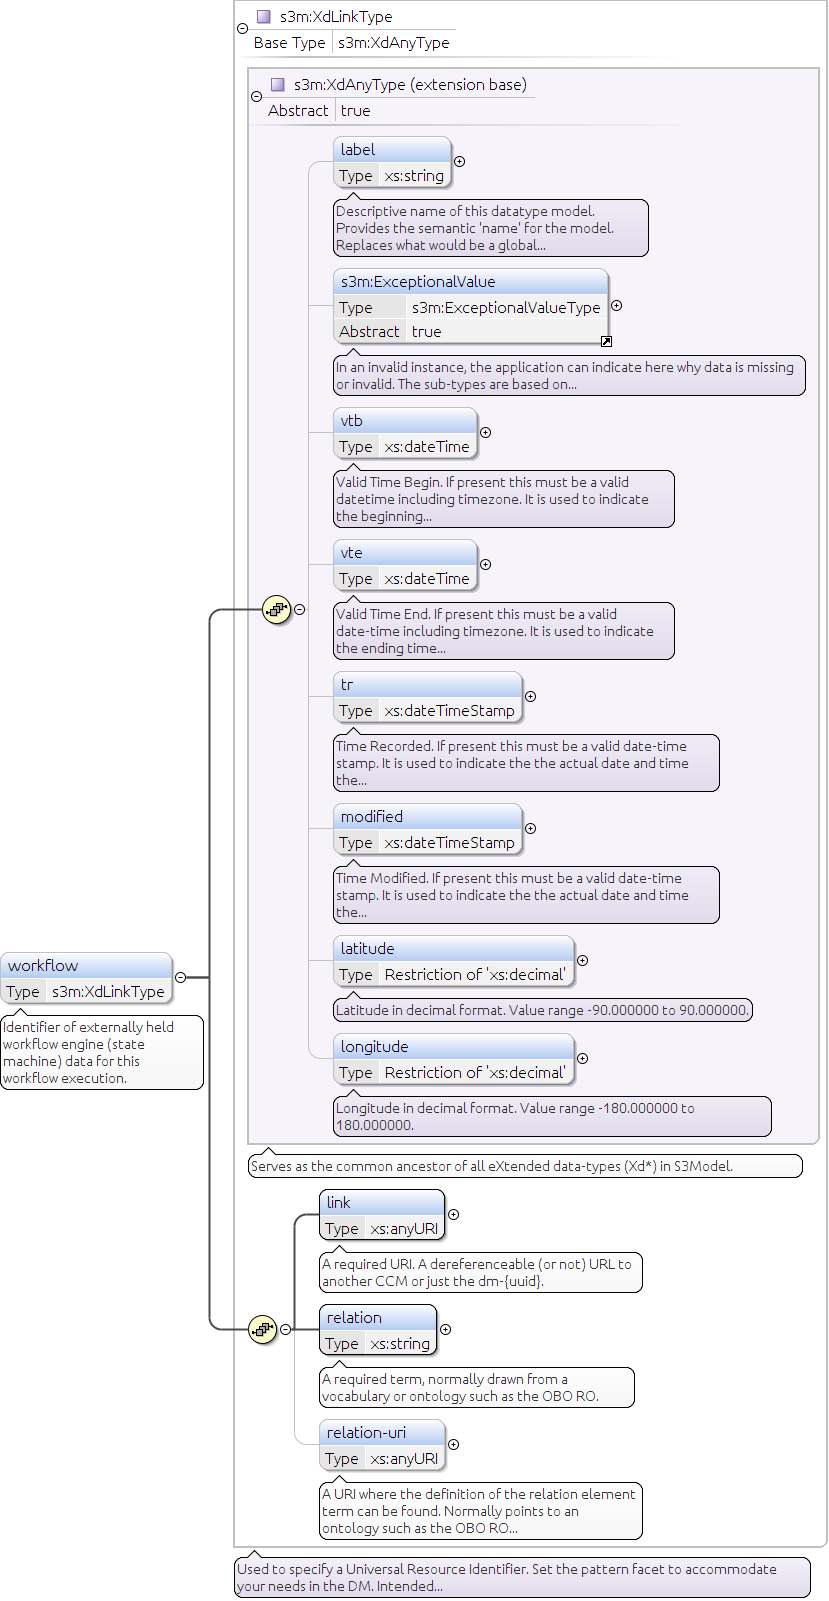 s3m:XdLinkType
Base Type s3m:XdAnyType
s3m:XdAnyType (extension base)
Abstract true
label
Type xs:string
Descriptive name of this datatype model.
Provides the semantic 'name' for the model.
Replaces what would be a global...
s3m:ExceptionalValue
Type s3m:ExceptionalValueType
Abstract true
In an invalid instance, the application can indicate here why data is missing
or invalid. The sub-types are based on...
vtb
Type xs:dateTime
Valid Time Begin. If present this must be a valid
datetime including timezone. It is used to indicate
the beginning...
vte
Type xs:dateTime
Valid Time End. If present this must be a valid
date-time including timezone. It is used to indicate
the ending time...
tr
Type xs:dateTimeStamp
Time Recorded. If present this must be a valid date-time
stamp. It is used to indicate the the actual date and time
the...
modified
Type xs:dateTimeStamp
Time Modified. If present this must be a valid date-time
stamp. It is used to indicate the the actual date and time
the...
latitude
Type Restriction of 'xs:decimal'
Latitude in decimal format. Value range -90.000000 to 90.000000.
longitude
Type Restriction of 'xs:decimal'
Longitude in decimal format. Value range -180.000000 to
180.000000.
workflow
Type s3m:XdLinkType
Identifier of externally held
workflow engine (state
machine) data for this
workflow execution.
Serves as the common ancestor of all eXtended data-types (Xd*) in S3Model.
link
Type xs:anyURI
A required URI. A dereferenceable (or not) URL to
another CCM or just the dm-{uuid}.
relation
Type xs:string
A required term, normally drawn from a
vocabulary or ontology such as the OBO RO.
relation-uri
Type xs:anyURI
A URI where the definition of the relation element
term can be found. Normally points to an
ontology such as the OBO RO...
Used to specify a Universal Resource Identifier. Set the pattern facet to accommodate
your needs in the DM. Intended...